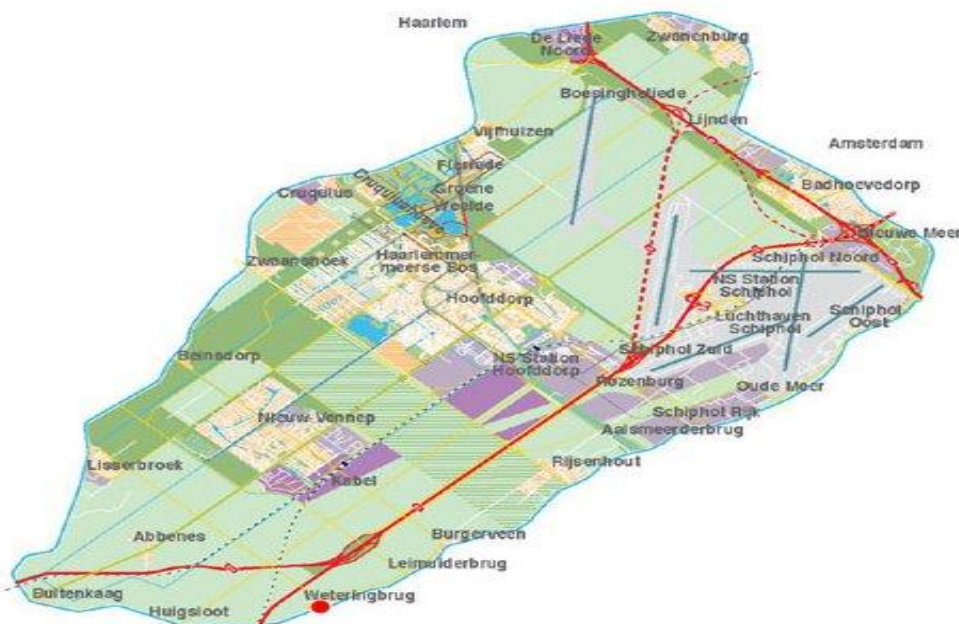 Haarlem
De Liede
Noord
Zwanenburg
Boesingheliede
Lijnden
Vijfhuizen
Amsterdam
Floriade
Groene
Weelde
Badhoevedorp
Cruquius
Nieuwe Meer
Zwaanshoek
Haarlemmer-
meerse Bos
Schiphol Noord
NS Station
Schiphol
Hoofddorp
Luchthaven
Schiphol
Schiphol
Oost
Schiphol Zuid
Beinsdorp
NS Station
Hoofddorp
Rozenburg
Oude Meer
Nieuw-Vennep
Schiphol Rijk
Aalsmeerderbrug
Lisserbroek
Rijsenhout
Kabel
Abbenes
Burgerveen
Leimuiderbrug
Buitenkaag
Weteringbrug
Huigsloot